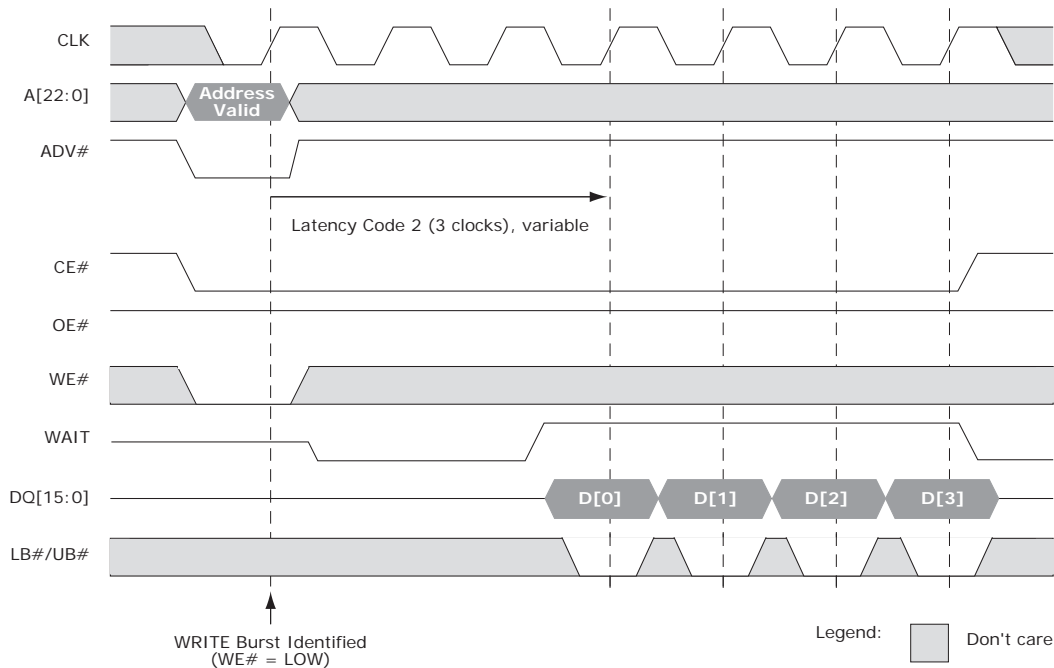 CLK
A[22:0]
Address
Valid
ADV#
Latency Code 2 (3 clocks), variable
CE#
OE#
WE#
WAIT
DQ[15:0]
D[0] D[1] D[2] D[3]
LB#/UB#
WRITE Burst Identified
(WE# = LOW)
Legend: Don't care